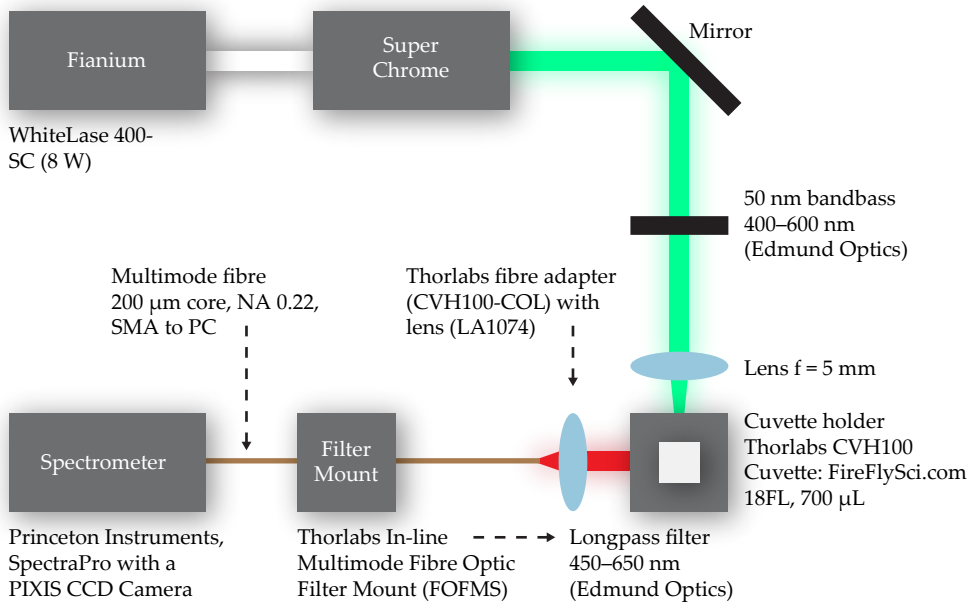 Fianium
Super
Chrome
Mirror
WhiteLase 400-
SC (8 W)
50 nm bandbass
400–600 nm
(Edmund Optics)
Multimode fibre
200 μm core, NA 0.22,
SMA to PC
Thorlabs fibre adapter
(CVH100-COL) with
lens (LA1074)
Lens f = 5 mm
Spectrometer
Filter
Mount
Cuvette holder
Thorlabs CVH100
Cuvette: FireFlySci.com
18FL, 700 μL
Princeton Instruments,
SpectraPro with a
PIXIS CCD Camera
Thorlabs In-line
Multimode Fibre Optic
Filter Mount (FOFMS)
Longpass filter
450–650 nm
(Edmund Optics)